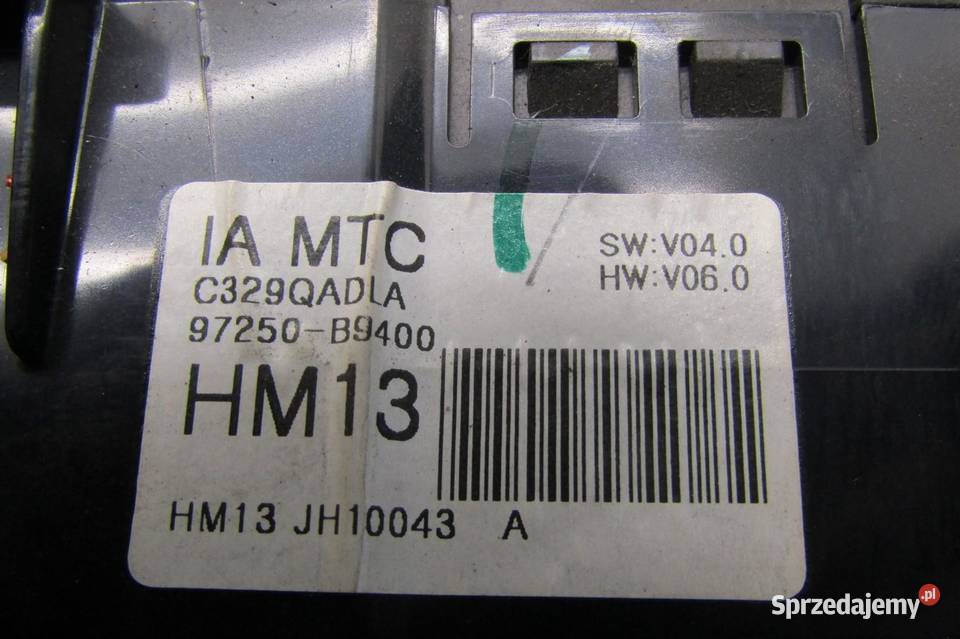 IA MTC
SW:V04.0
HW:V06.0
C329QADLA
97250-B9400
HM13
HM13 JH10043 A
Sprzedajemy.pl